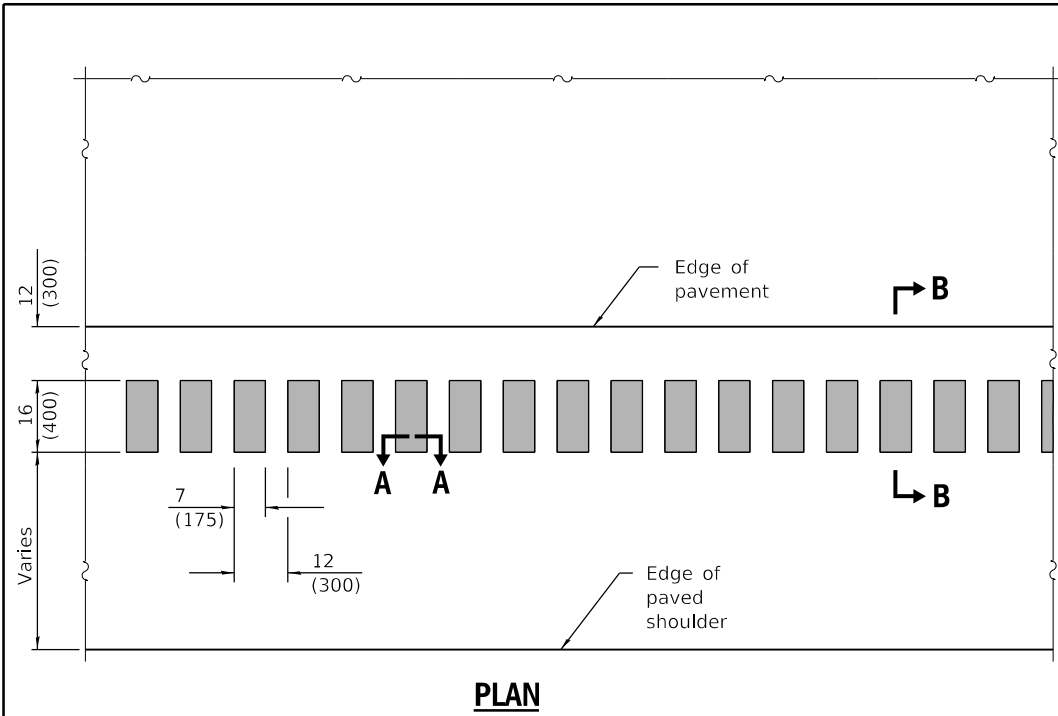 12
(300)
Edge of
pavement
B
16
(400)
A
A
B
7
(175)
12
(300)
Varies
Edge of
paved
shoulder
PLAN